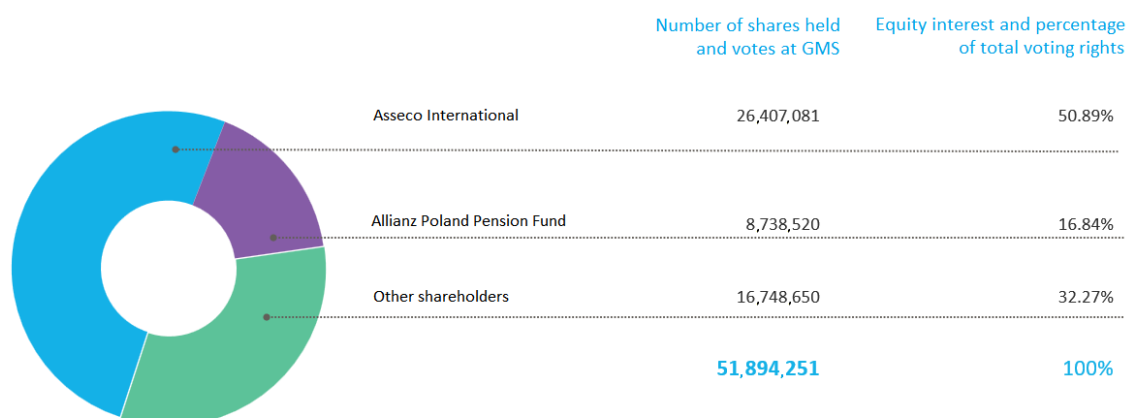 Number of shares held Equity interest and percentage
and votes at GMS of total voting rights
Asseco International 26,407,081 50.89%
Allianz Poland Pension Fund 8,738,520 16.84%
Other shareholders 16,748,650 32.27%
51,894,251 100%